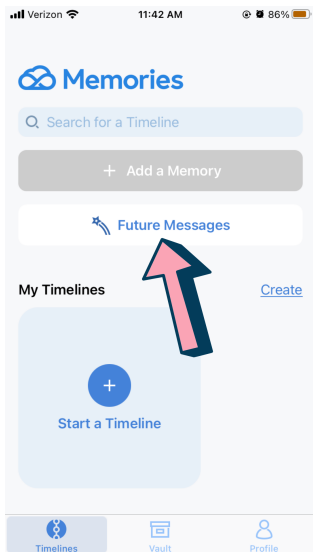 Verizon 11:42 AM 86%
Memories
Search for a Timeline
+ Add a Memory
Future Messages
My Timelines Create
+
Start a Timeline
Timelines Vault Profile